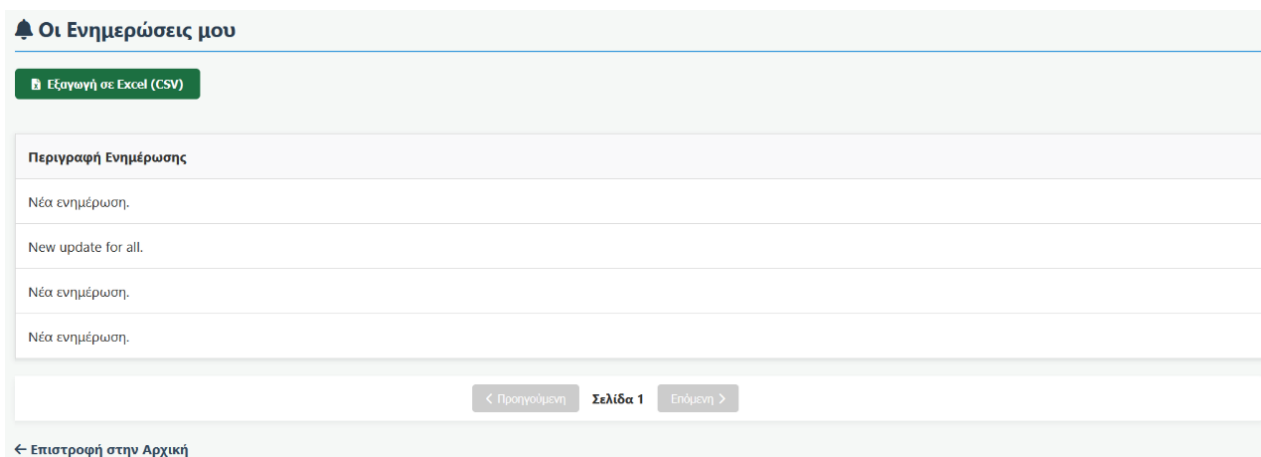 Οι Ενημερώσεις μου
Εξαγωγή σε Excel (CSV)
Περιγραφή Ενημέρωσης
Νέα ενημέρωση.
New update for all.
Νέα ενημέρωση.
Νέα ενημέρωση.
< Προηγούμενη Σελίδα 1 Επόμενη >
← Επιστροφή στην Αρχική